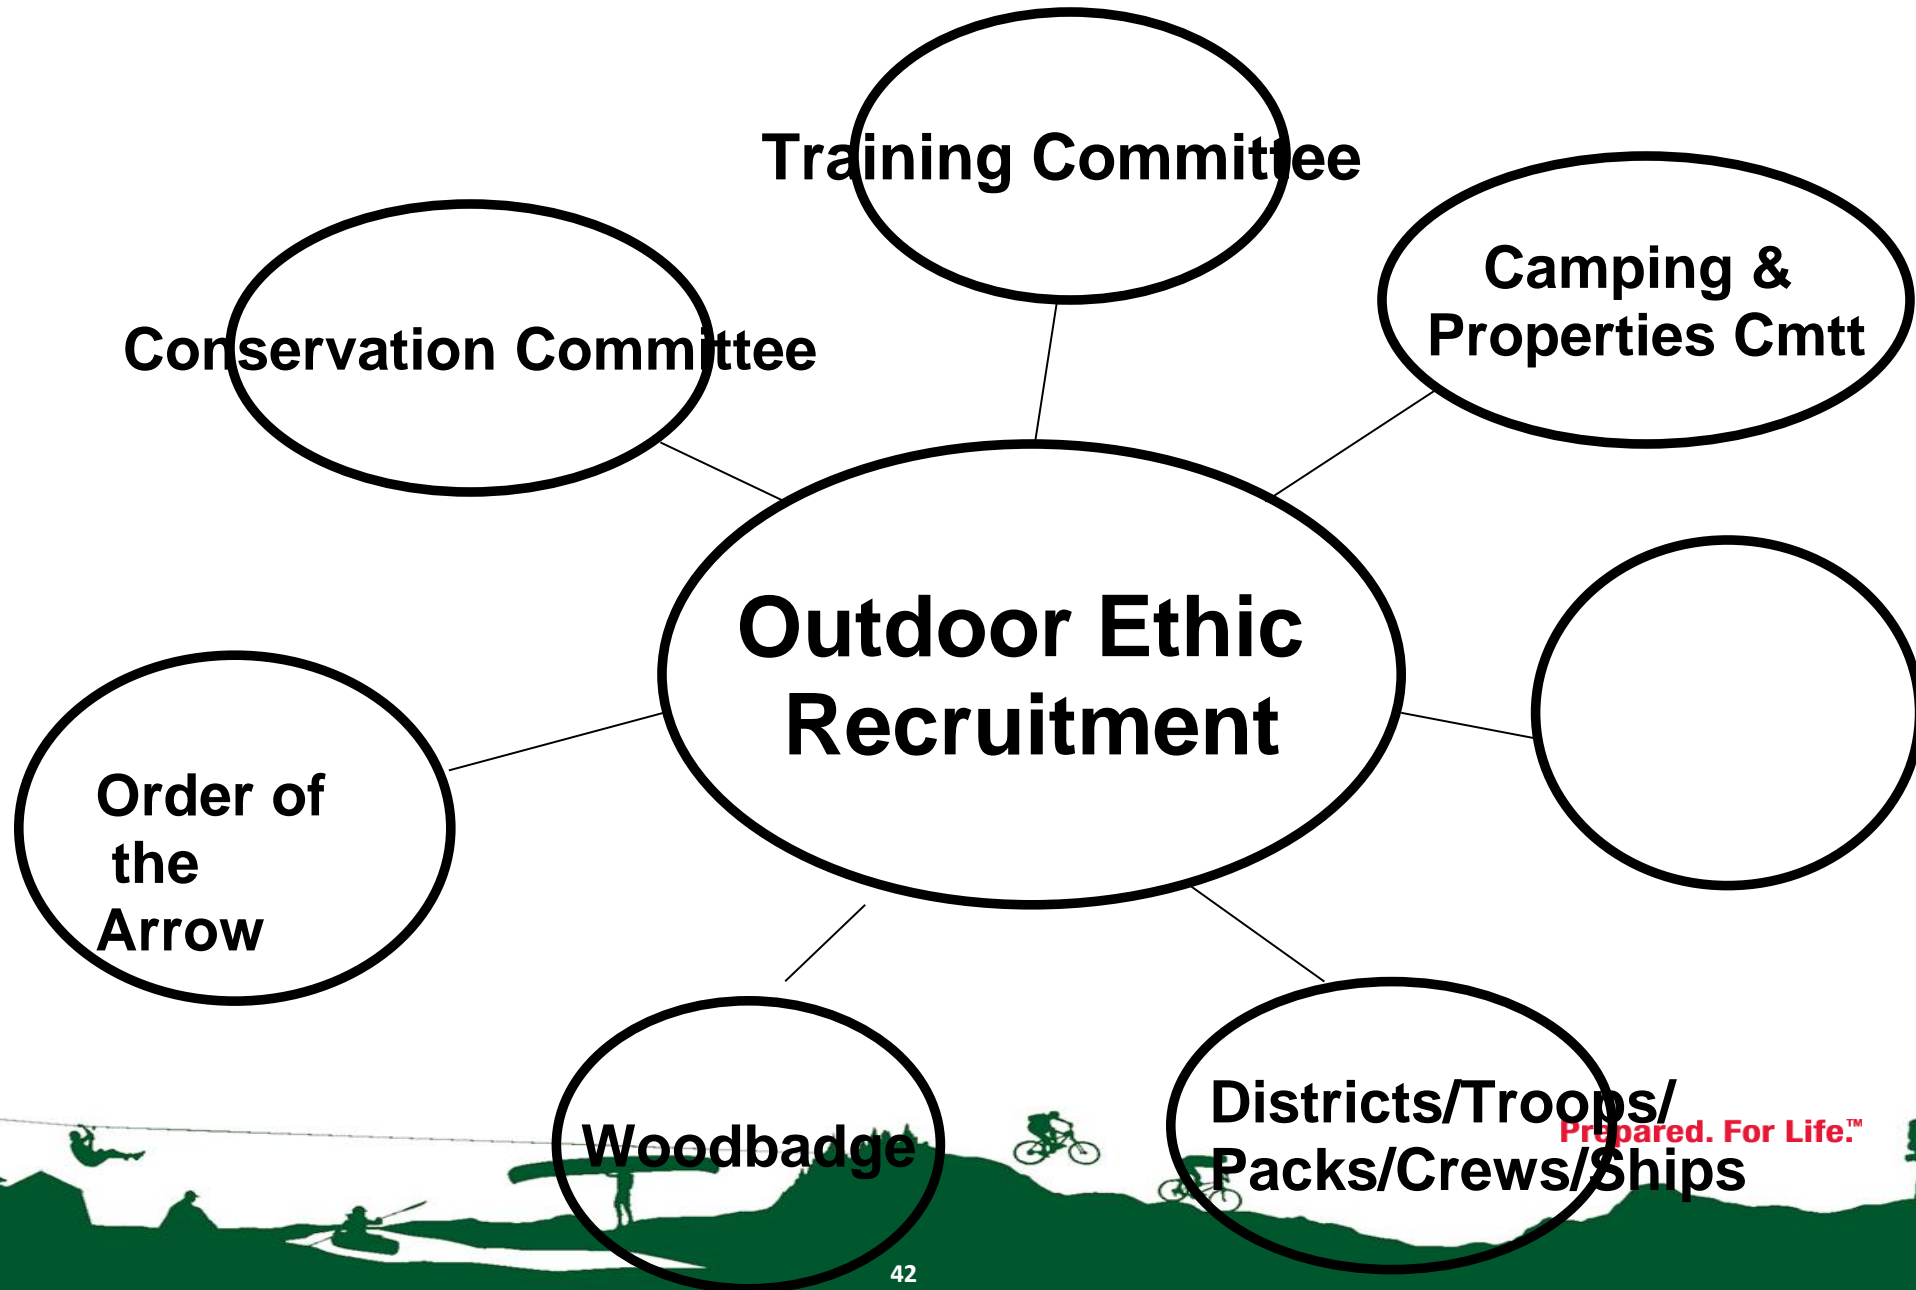 Training Committee
Camping &
Properties Cmtt
Conservation Committee
Outdoor Ethic
Recruitment
Order of
the
Arrow
Woodbadge
Districts/Troops/
Packs/Crews/Ships
Prepared. For Life.™
42